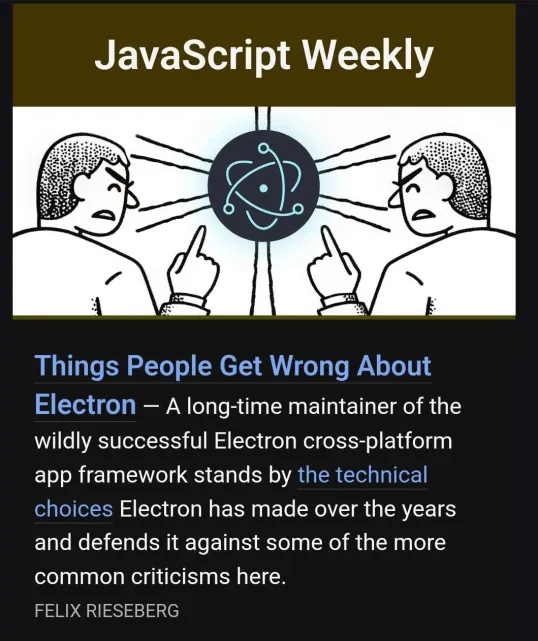 JavaScript Weekly
Things People Get Wrong About
Electron — A long-time maintainer of the
wildly successful Electron cross-platform
app framework stands by the technical
choices Electron has made over the years
and defends it against some of the more
common criticisms here.
FELIX RIESEBERG